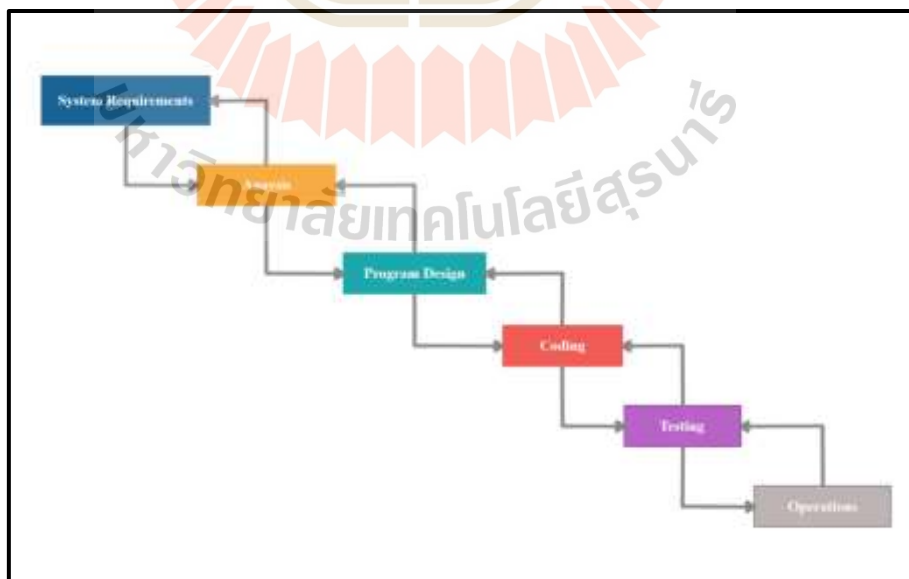 System Requirements
Analysis
Program Design
Coding
Testing
Operations
มหาวิทยาลัยเทคโนโลยีสุรนารี